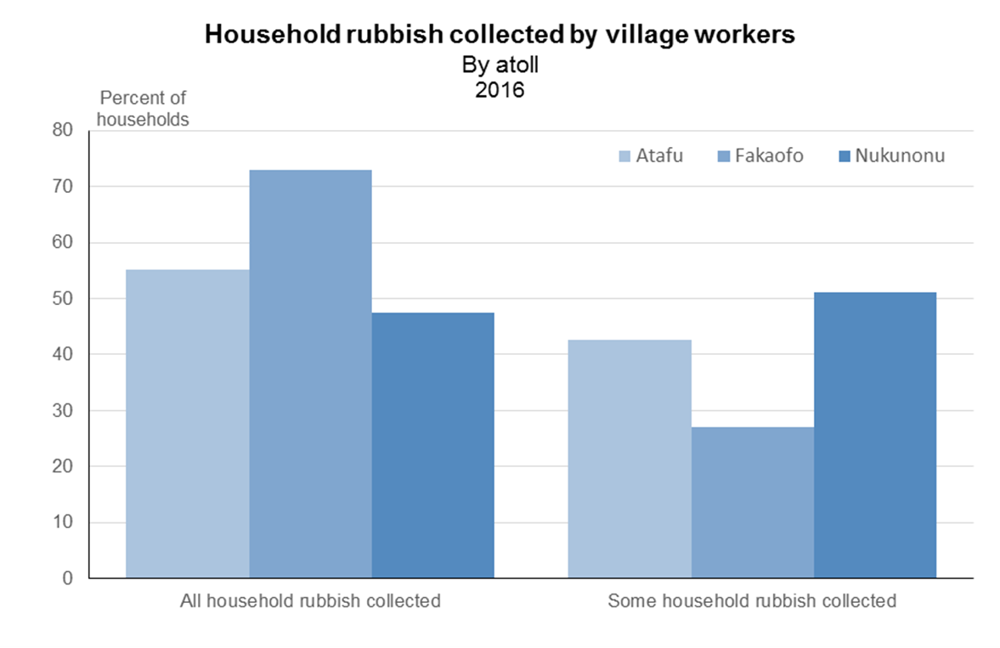 Household rubbish collected by village workers
By atoll
2016
Percent of
households
80
Atafu Fakaofo Nukunonu
70
60
50
40
30
20
10
0
All household rubbish collected Some household rubbish collected